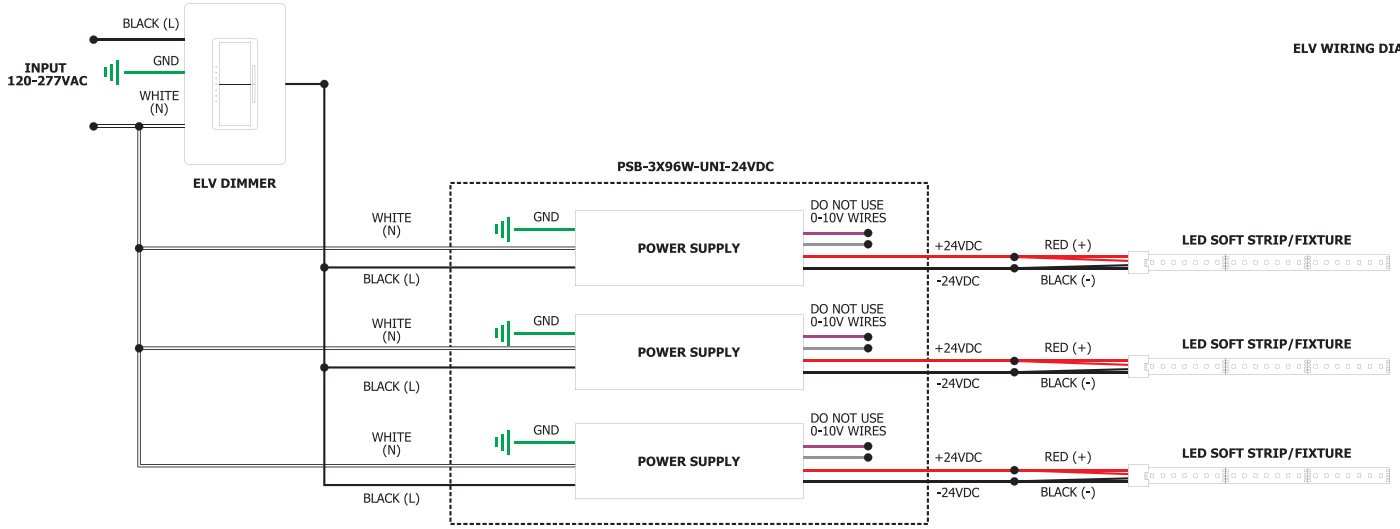 BLACK (L)
ELV WIRING DIA
GND
INPUT
120-277VAC
WHITE
(N)
ELV DIMMER
PSB-3X96W-UNI-24VDC
WHITE
(N)
GND
DO NOT USE
0-10V WIRES
POWER SUPPLY
+24VDC
RED (+)
LED SOFT STRIP/FIXTURE
BLACK (L)
-24VDC
BLACK (-)
WHITE
(N)
GND
DO NOT USE
0-10V WIRES
POWER SUPPLY
+24VDC
RED (+)
LED SOFT STRIP/FIXTURE
BLACK (L)
-24VDC
BLACK (-)
WHITE
(N)
GND
DO NOT USE
0-10V WIRES
POWER SUPPLY
+24VDC
RED (+)
LED SOFT STRIP/FIXTURE
BLACK (L)
-24VDC
BLACK (-)